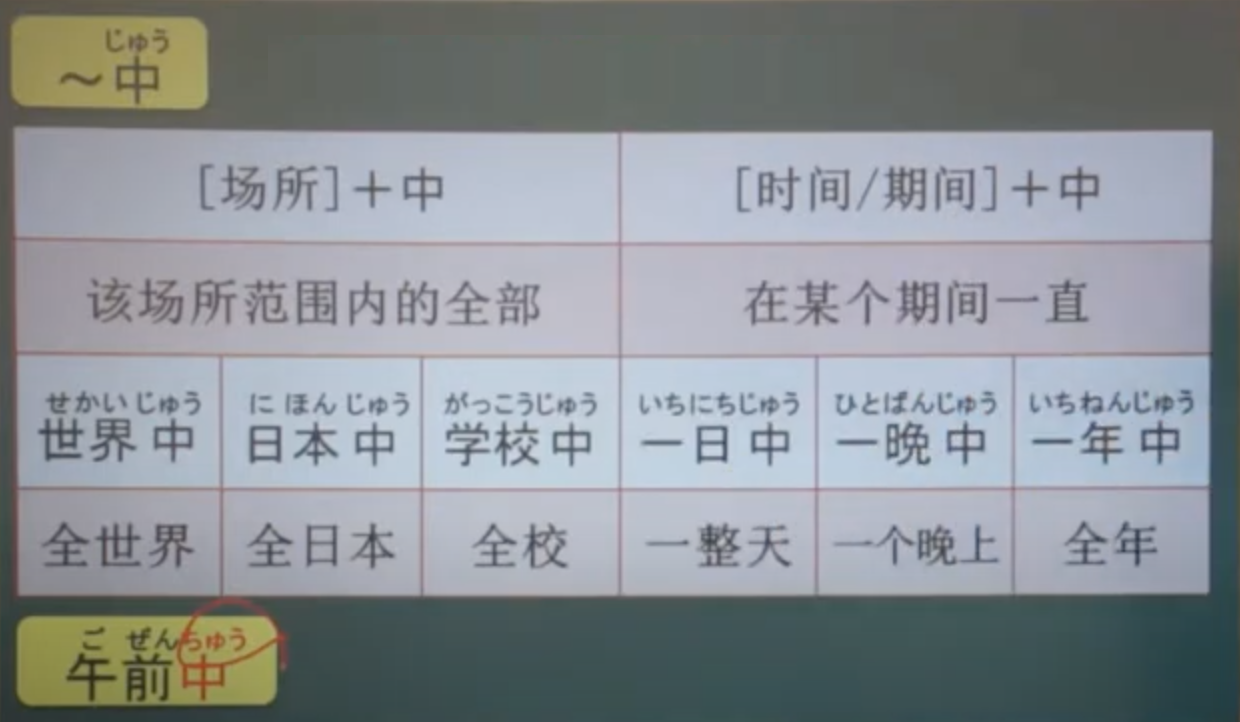 じゅう
～中
[场所]＋中 [时间/期间]＋中
该场所范围内的全部 在某个期间一直
せかいじゅう にほんじゅう がっこうじゅう いちにちじゅう ひとばんじゅう いちねんじゅう
世界中 日本中 学校中 一日中 一晩中 一年中
全世界 全日本 全校 一整天 一个晚上 全年
ごぜんちゅう
午前中